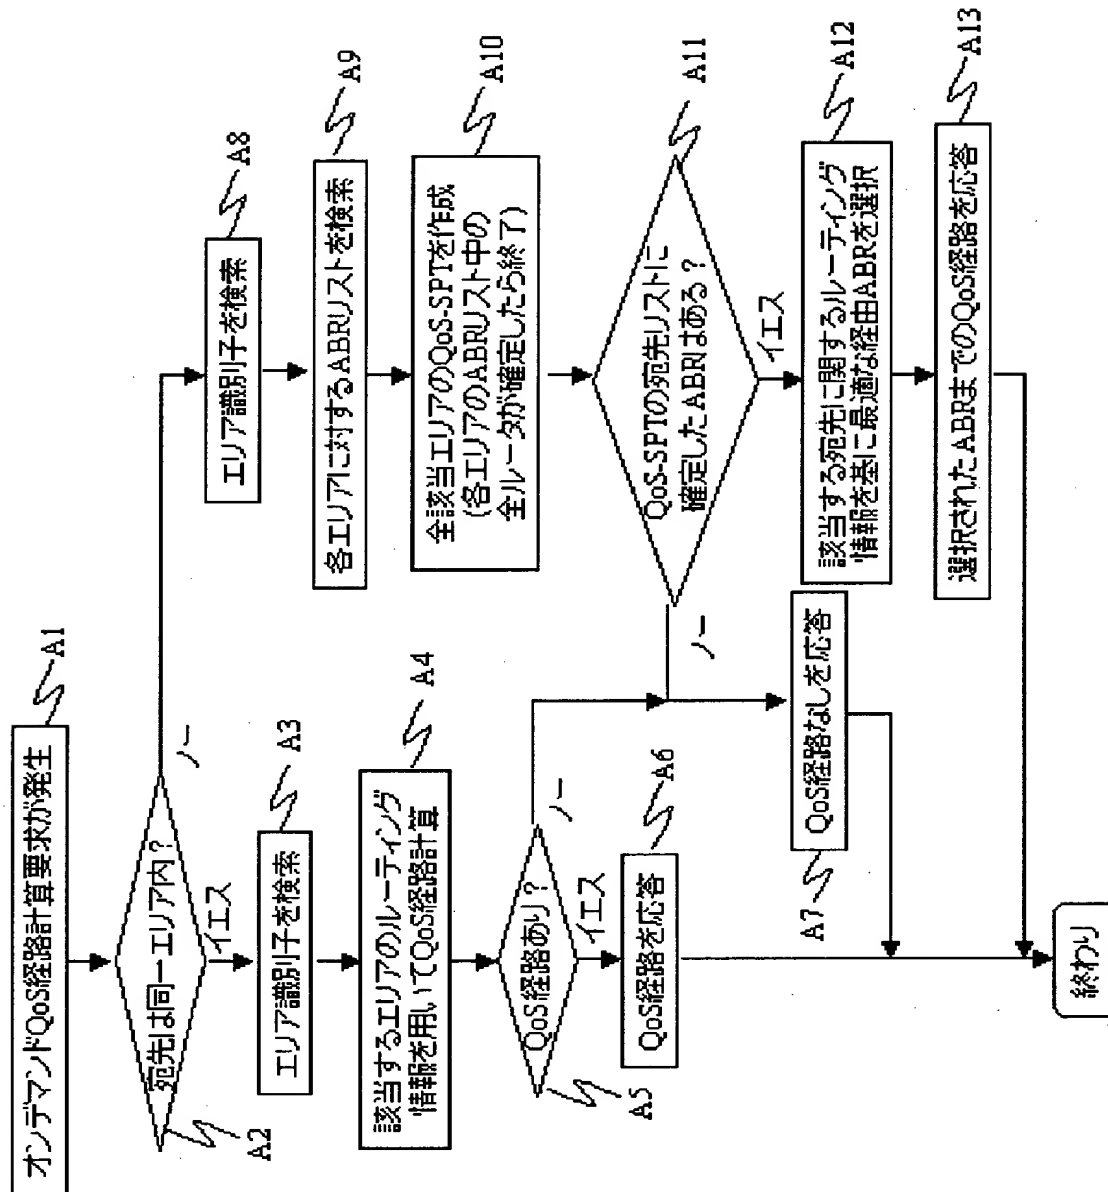 オンデマンドQoS経路計算要求が発生
A1
宛先は同一エリア内?
A2
イエス
ノー
エリア識別子を検索
A3
該当するエリアのルーティング
情報を用いてQoS経路計算
A4
QoS経路あり?
A5
イエス
ノー
QoS経路を応答
A6
QoS経路なしを応答
A7
エリア識別子を検索
A8
各エリアに対するABRリストを検索
A9
全該当エリアのQoS-SPTを作成
(各エリアのABRリスト中の
全ルータが確定したら終了)
A10
QoS-SPTの宛先リストに
確定したABRはある?
A11
イエス
ノー
該当する宛先に関するルーティング
情報を基に最適な経由ABRを選択
A12
選択されたABRまでのQoS経路を応答
A13
終わり